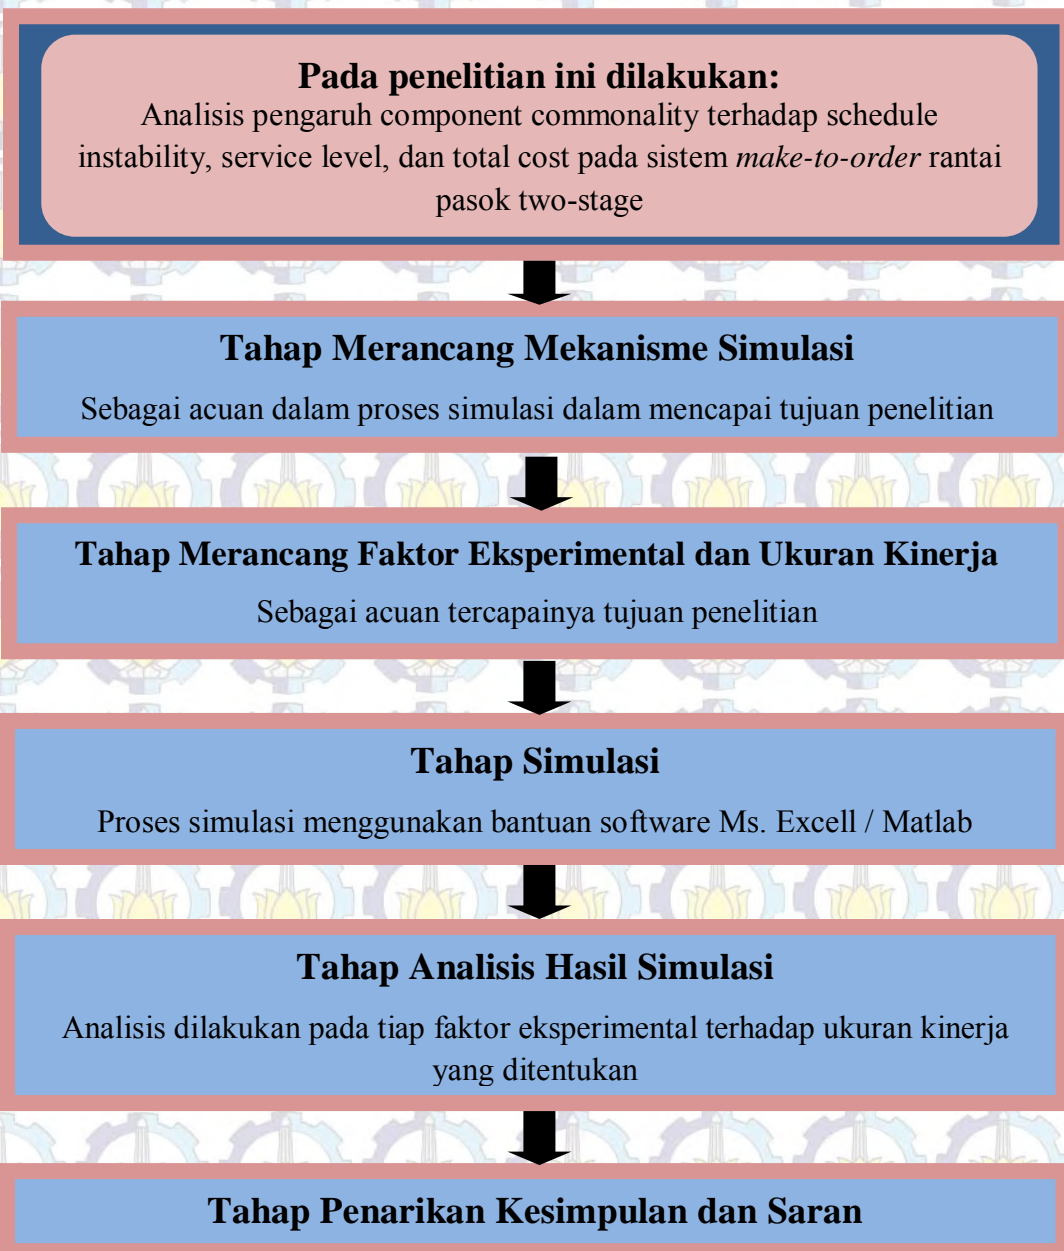 Pada penelitian ini dilakukan:
Analisis pengaruh component commonality terhadap schedule
instability, service level, dan total cost pada sistem make-to-order rantai
pasok two-stage
Tahap Merancang Mekanisme Simulasi
Sebagai acuan dalam proses simulasi dalam mencapai tujuan penelitian
Tahap Merancang Faktor Eksperimental dan Ukuran Kinerja
Sebagai acuan tercapainya tujuan penelitian
Tahap Simulasi
Proses simulasi menggunakan bantuan software Ms. Excell / Matlab
Tahap Analisis Hasil Simulasi
Analisis dilakukan pada tiap faktor eksperimental terhadap ukuran kinerja
yang ditentukan
Tahap Penarikan Kesimpulan dan Saran